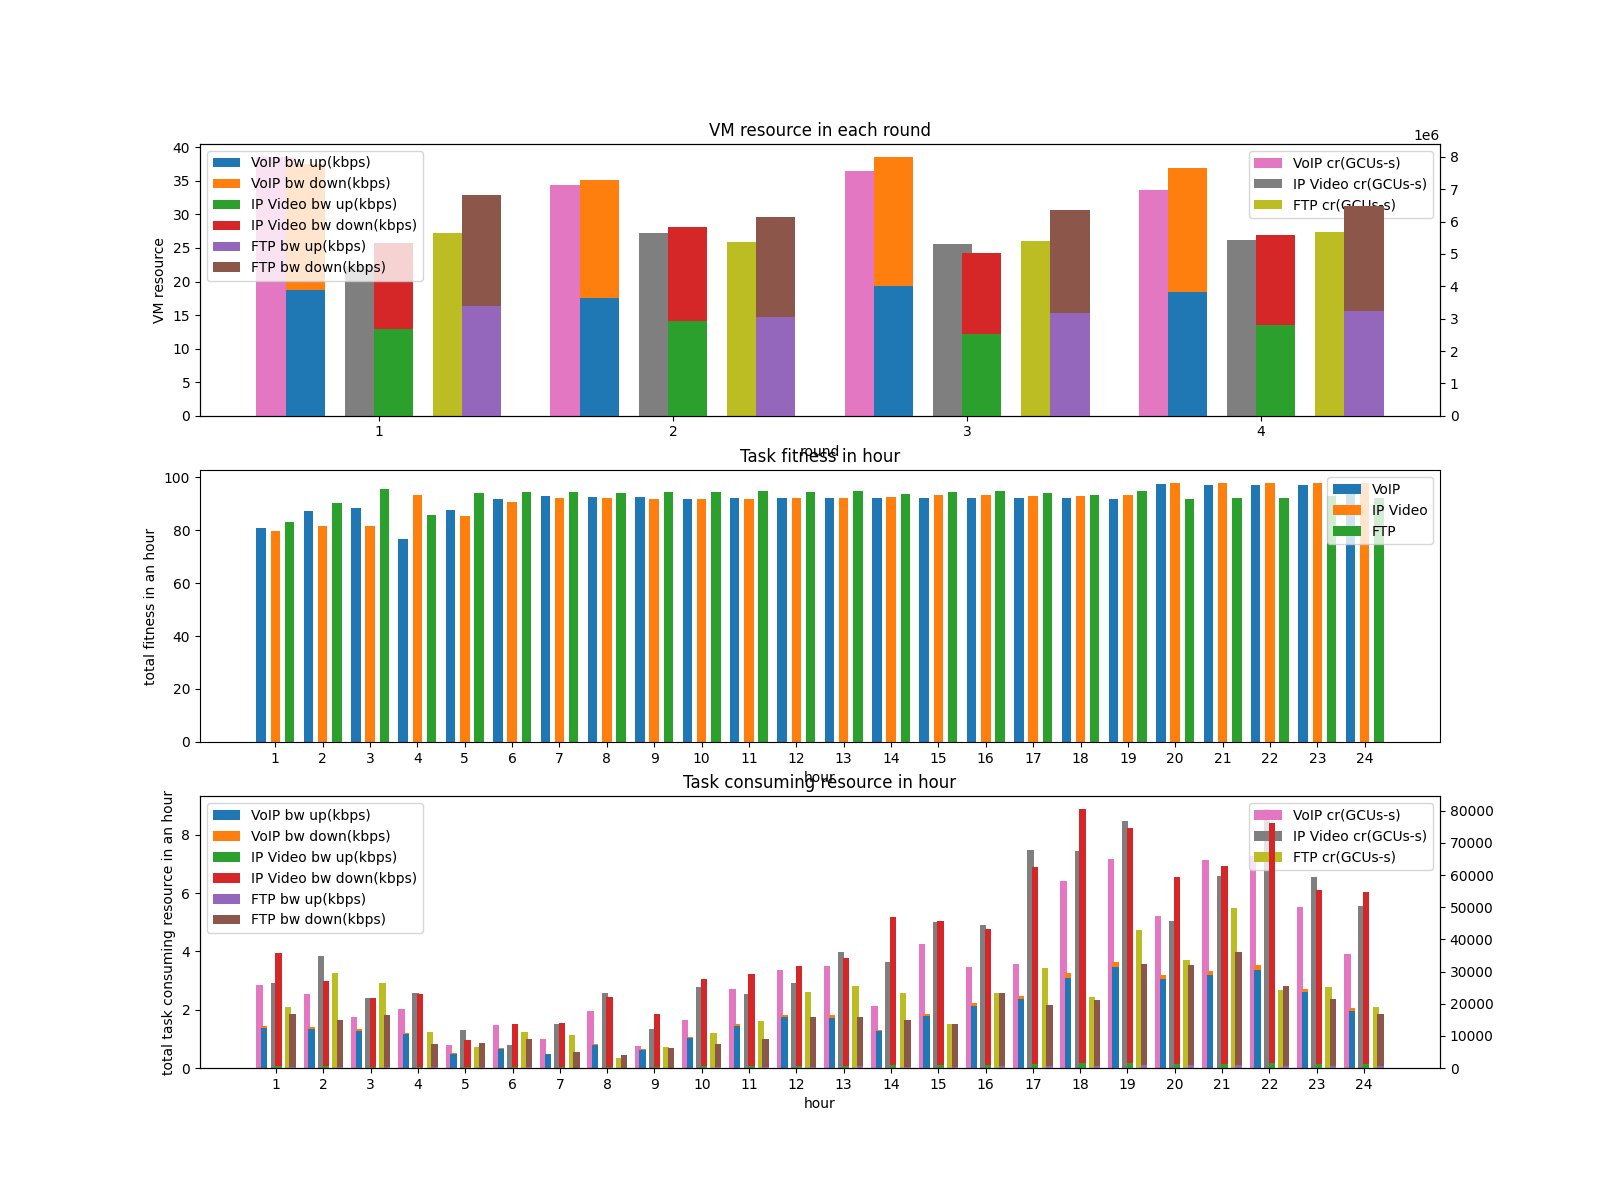 VM resource in each round
1e6
VoIP bw up(kbps)
VoIP bw down(kbps)
IP Video bw up(kbps)
IP Video bw down(kbps)
FTP bw up(kbps)
FTP bw down(kbps)
VoIP cr(GCUs-s)
IP Video cr(GCUs-s)
FTP cr(GCUs-s)
VM resource
40
35
30
25
20
15
10
5
0
8
7
6
5
4
3
2
1
0
1 2 3 4
round
Task fitness in hour
VoIP
IP Video
FTP
total fitness in an hour
100
80
60
40
20
0
1 2 3 4 5 6 7 8 9 10 11 12 13 14 15 16 17 18 19 20 21 22 23 24
hour
Task consuming resource in hour
VoIP bw up(kbps)
VoIP bw down(kbps)
IP Video bw up(kbps)
IP Video bw down(kbps)
FTP bw up(kbps)
FTP bw down(kbps)
VoIP cr(GCUs-s)
IP Video cr(GCUs-s)
FTP cr(GCUs-s)
total task consuming resource in an hour
8
6
4
2
0
80000
70000
60000
50000
40000
30000
20000
10000
0
1 2 3 4 5 6 7 8 9 10 11 12 13 14 15 16 17 18 19 20 21 22 23 24
hour